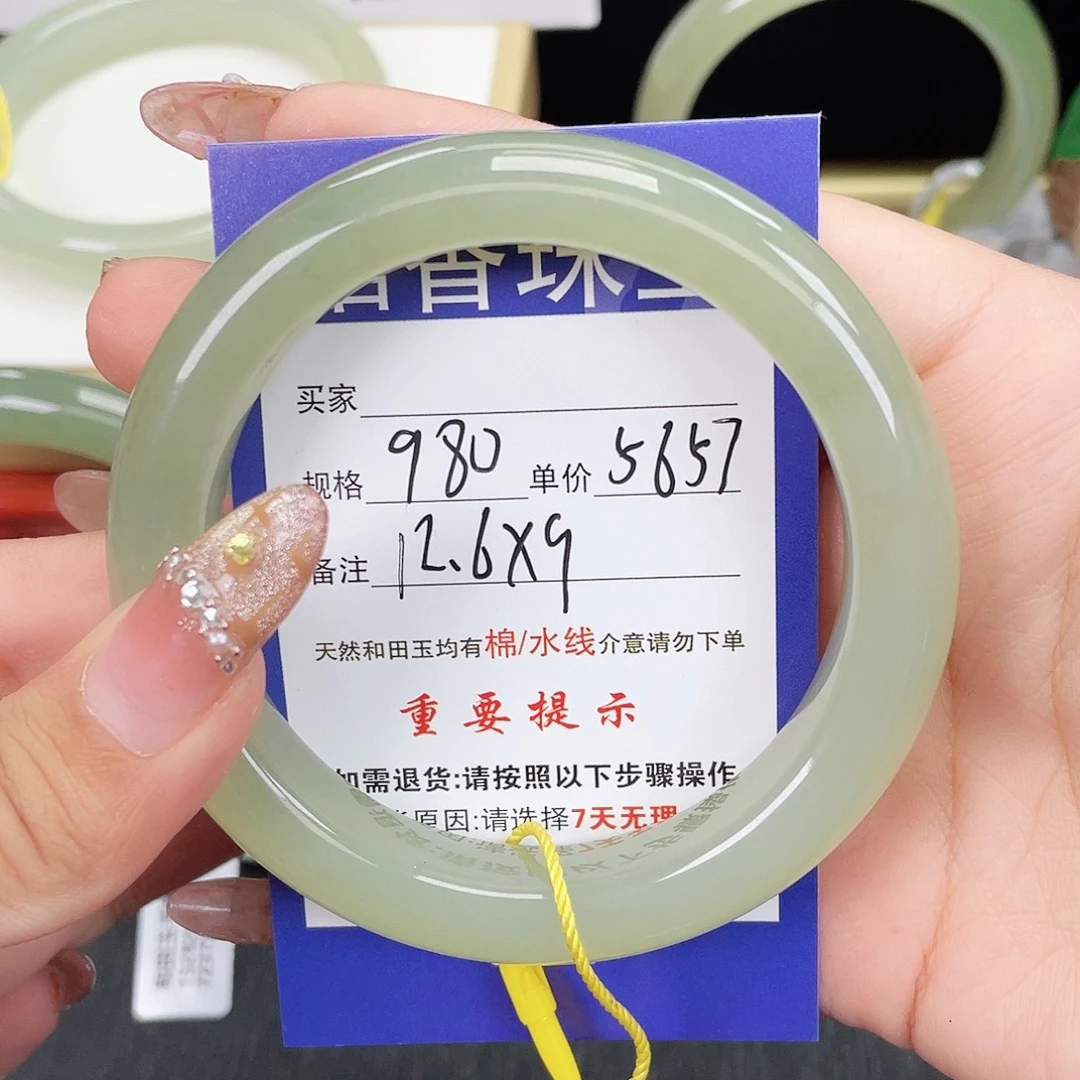 香珠
买家
规格 980 单价 5657
备注 12.6X9
天然和田玉均有棉/水线介意请勿下单
重要提示
如需退货:请按照以下步骤操作
原因:请选择7天无理